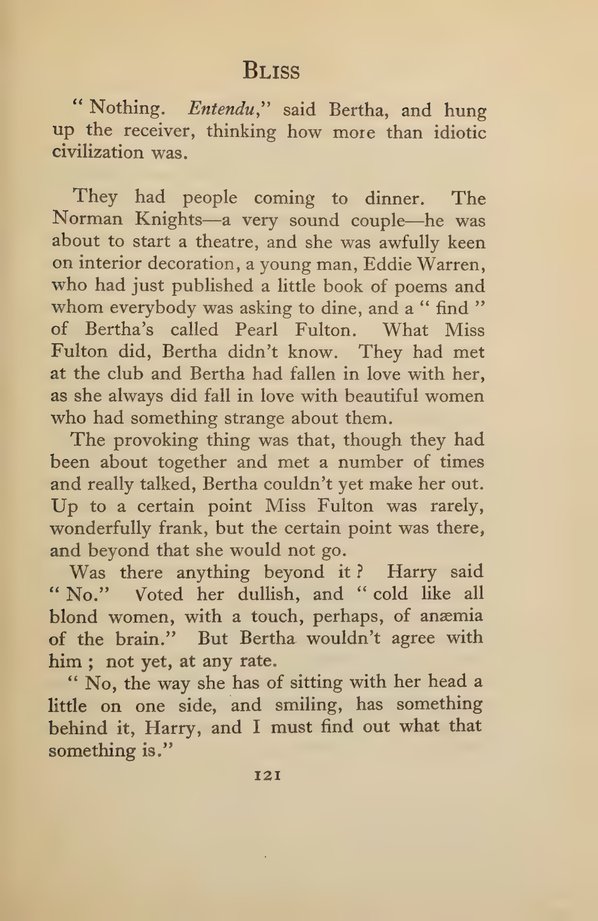 BLISS
“ Nothing. Entendu,” said Bertha, and hung
up the receiver, thinking how more than idiotic
civilization was.
They had people coming to dinner. The
Norman Knights—a very sound couple—he was
about to start a theatre, and she was awfully keen
on interior decoration, a young man, Eddie Warren,
who had just published a little book of poems and
whom everybody was asking to dine, and a “ find ”
of Bertha’s called Pearl Fulton. What Miss
Fulton did, Bertha didn’t know. They had met
at the club and Bertha had fallen in love with her,
as she always did fall in love with beautiful women
who had something strange about them.
The provoking thing was that, though they had
been about together and met a number of times
and really talked, Bertha couldn’t yet make her out.
Up to a certain point Miss Fulton was rarely,
wonderfully frank, but the certain point was there,
and beyond that she would not go.
Was there anything beyond it ? Harry said
“ No.” Voted her dullish, and “ cold like all
blond women, with a touch, perhaps, of anæmia
of the brain.” But Bertha wouldn’t agree with
him ; not yet, at any rate.
“ No, the way she has of sitting with her head a
little on one side, and smiling, has something
behind it, Harry, and I must find out what that
something is.”
121